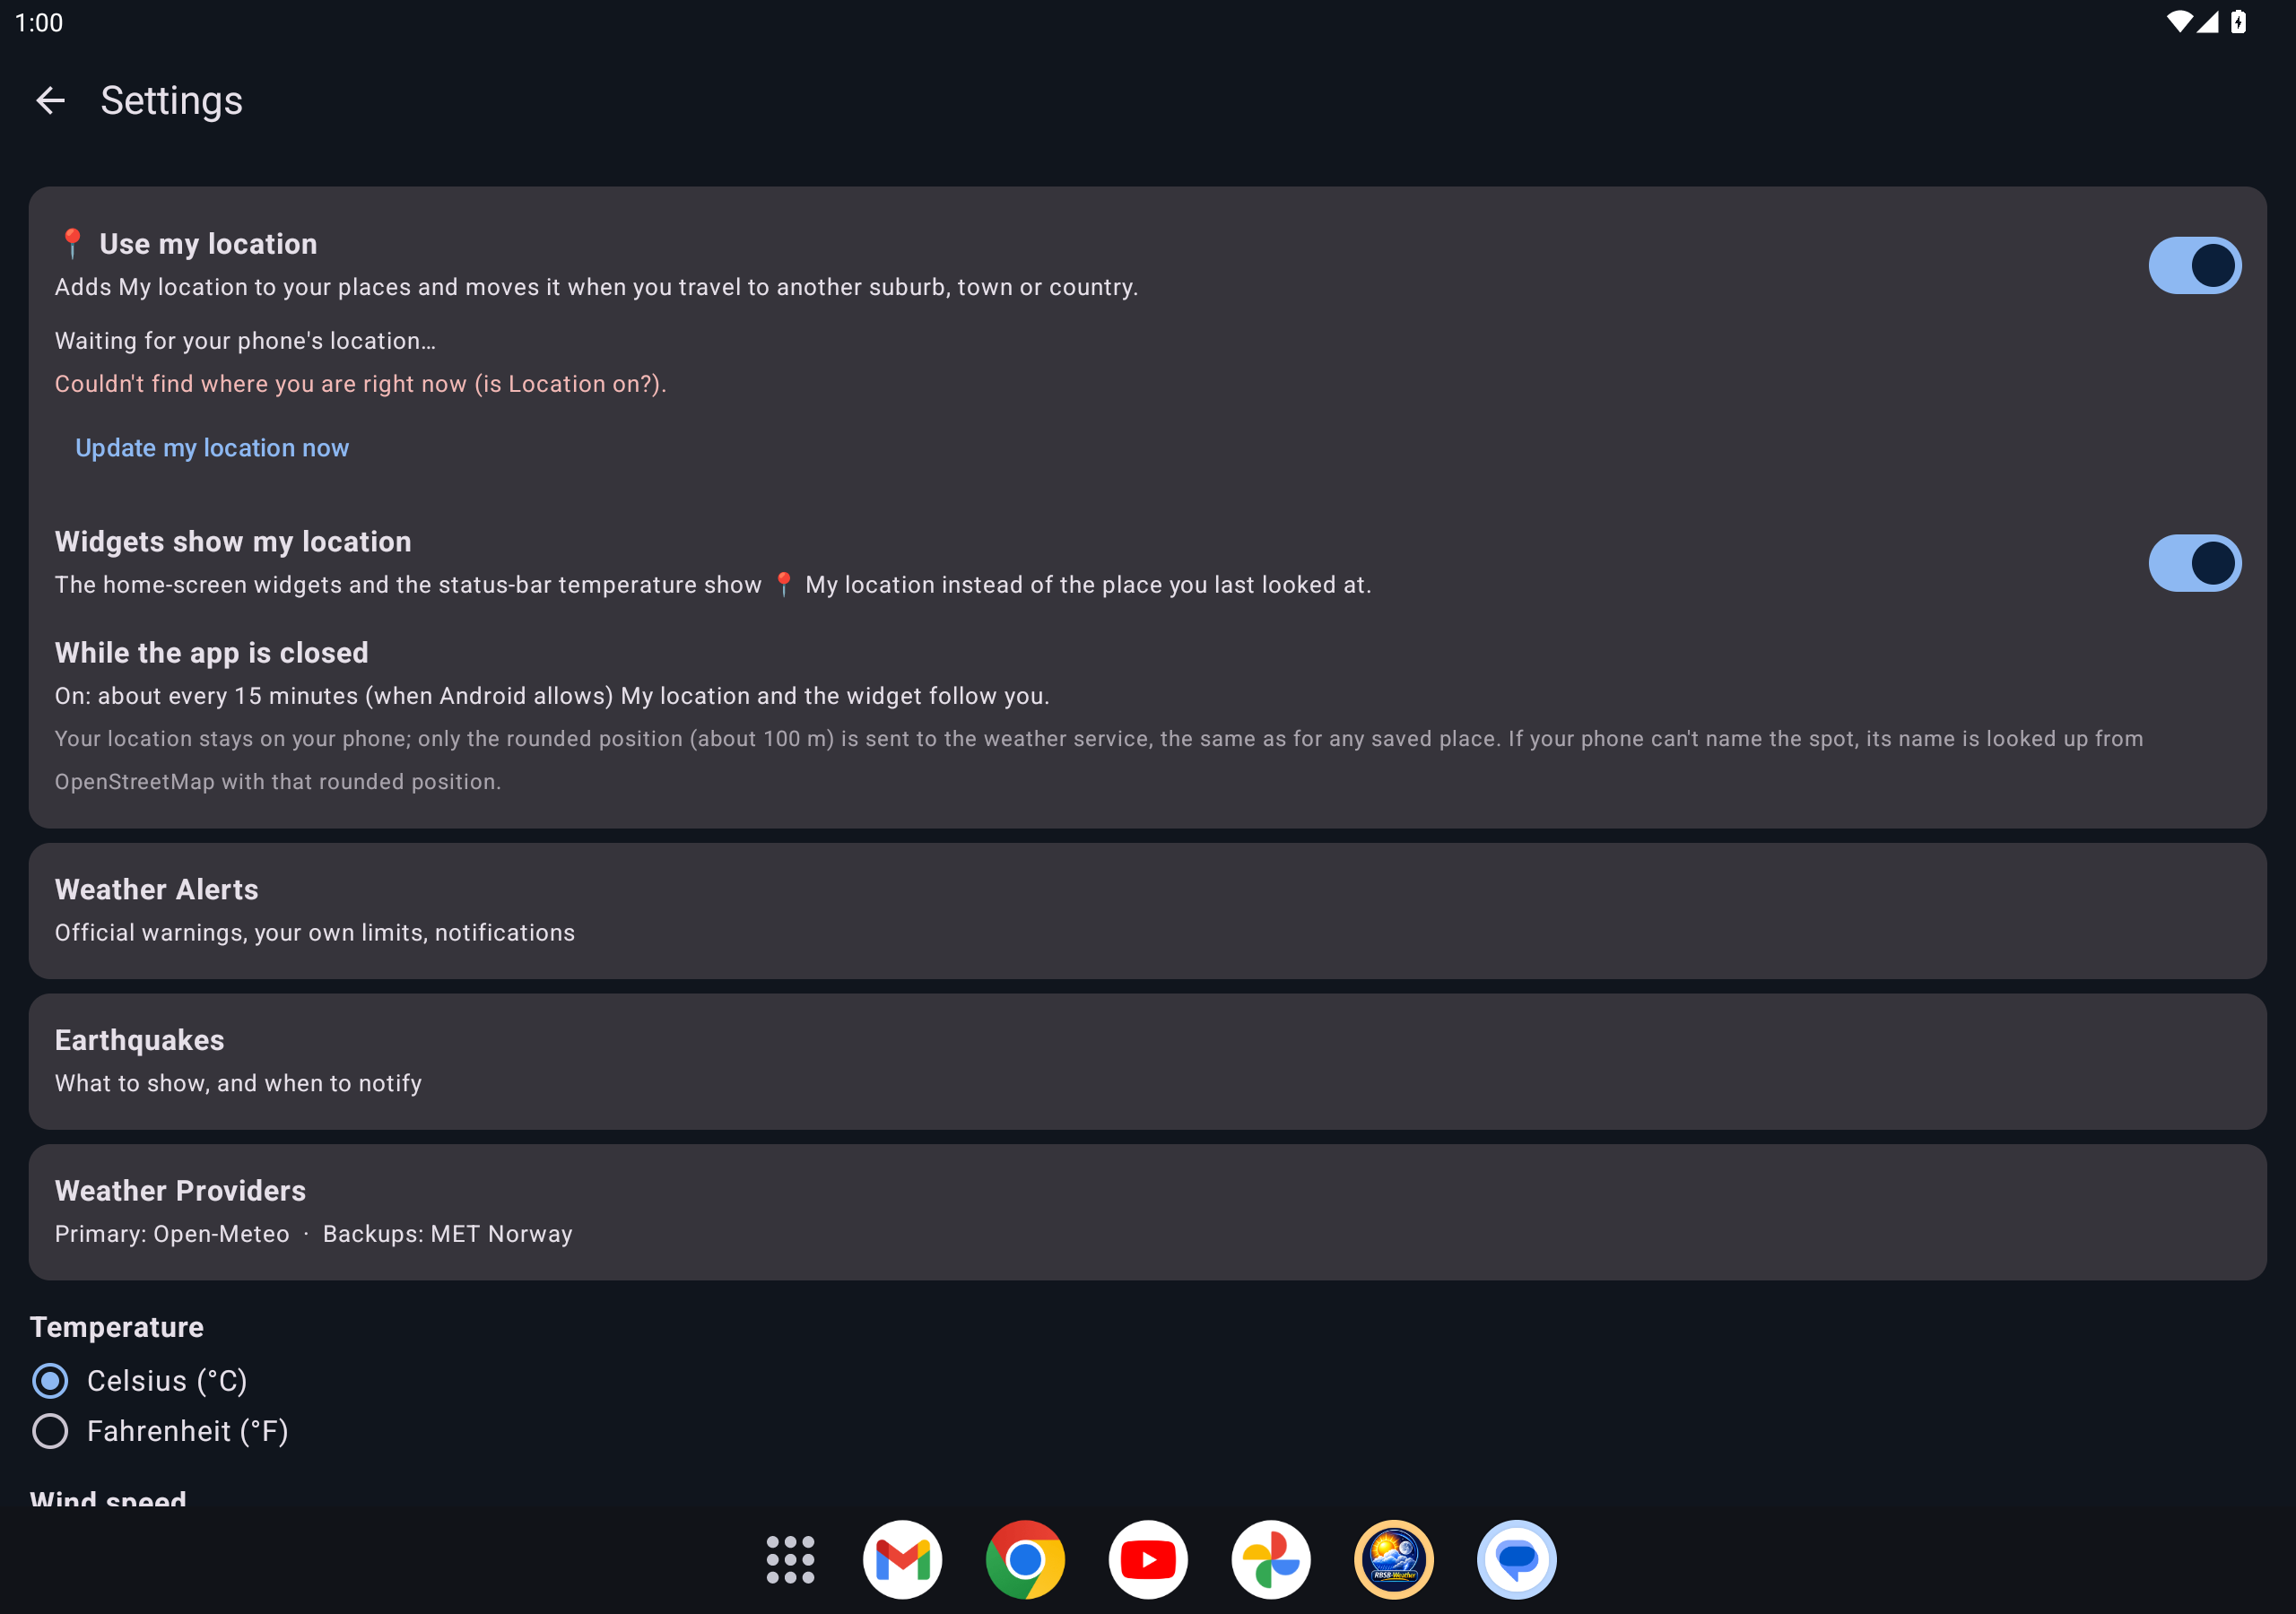 1:00
Settings
📍 Use my location
Adds My location to your places and moves it when you travel to another suburb, town or country.
Waiting for your phone's location…
Couldn't find where you are right now (is Location on?).
Update my location now
Widgets show my location
The home-screen widgets and the status-bar temperature show 📍 My location instead of the place you last looked at.
While the app is closed
On: about every 15 minutes (when Android allows) My location and the widget follow you.
Your location stays on your phone; only the rounded position (about 100 m) is sent to the weather service, the same as for any saved place. If your phone can't name the spot, its name is looked up from
OpenStreetMap with that rounded position.
Weather Alerts
Official warnings, your own limits, notifications
Earthquakes
What to show, and when to notify
Weather Providers
Primary: Open-Meteo · Backups: MET Norway
Temperature
Celsius (°C)
Fahrenheit (°F)
Wind speed
RBSB-Weather